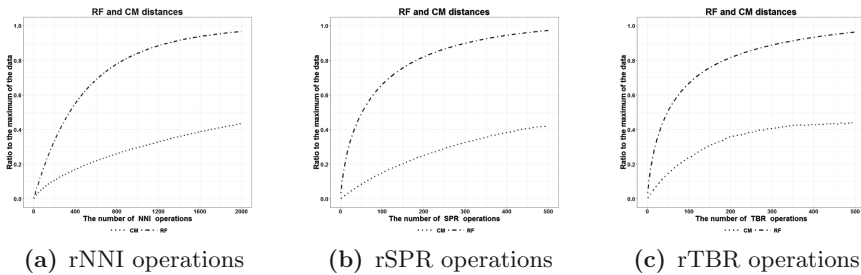 RF and CM distances
Ratio to the maximum of the data
1.0
0.8
0.6
0.4
0.2
0.0
0 400 800 1200 1600 2000
The number of NNI operations
CM RF
(a) rNNI operations
RF and CM distances
Ratio to the maximum of the data
1.0
0.8
0.6
0.4
0.2
0.0
0 100 200 300 400 500
The number of SPR operations
CM RF
(b) rSPR operations
RF and CM distances
Ratio to the maximum of the data
1.0
0.8
0.6
0.4
0.2
0.0
0 100 200 300 400 500
The number of TBR operations
CM RF
(c) rTBR operations